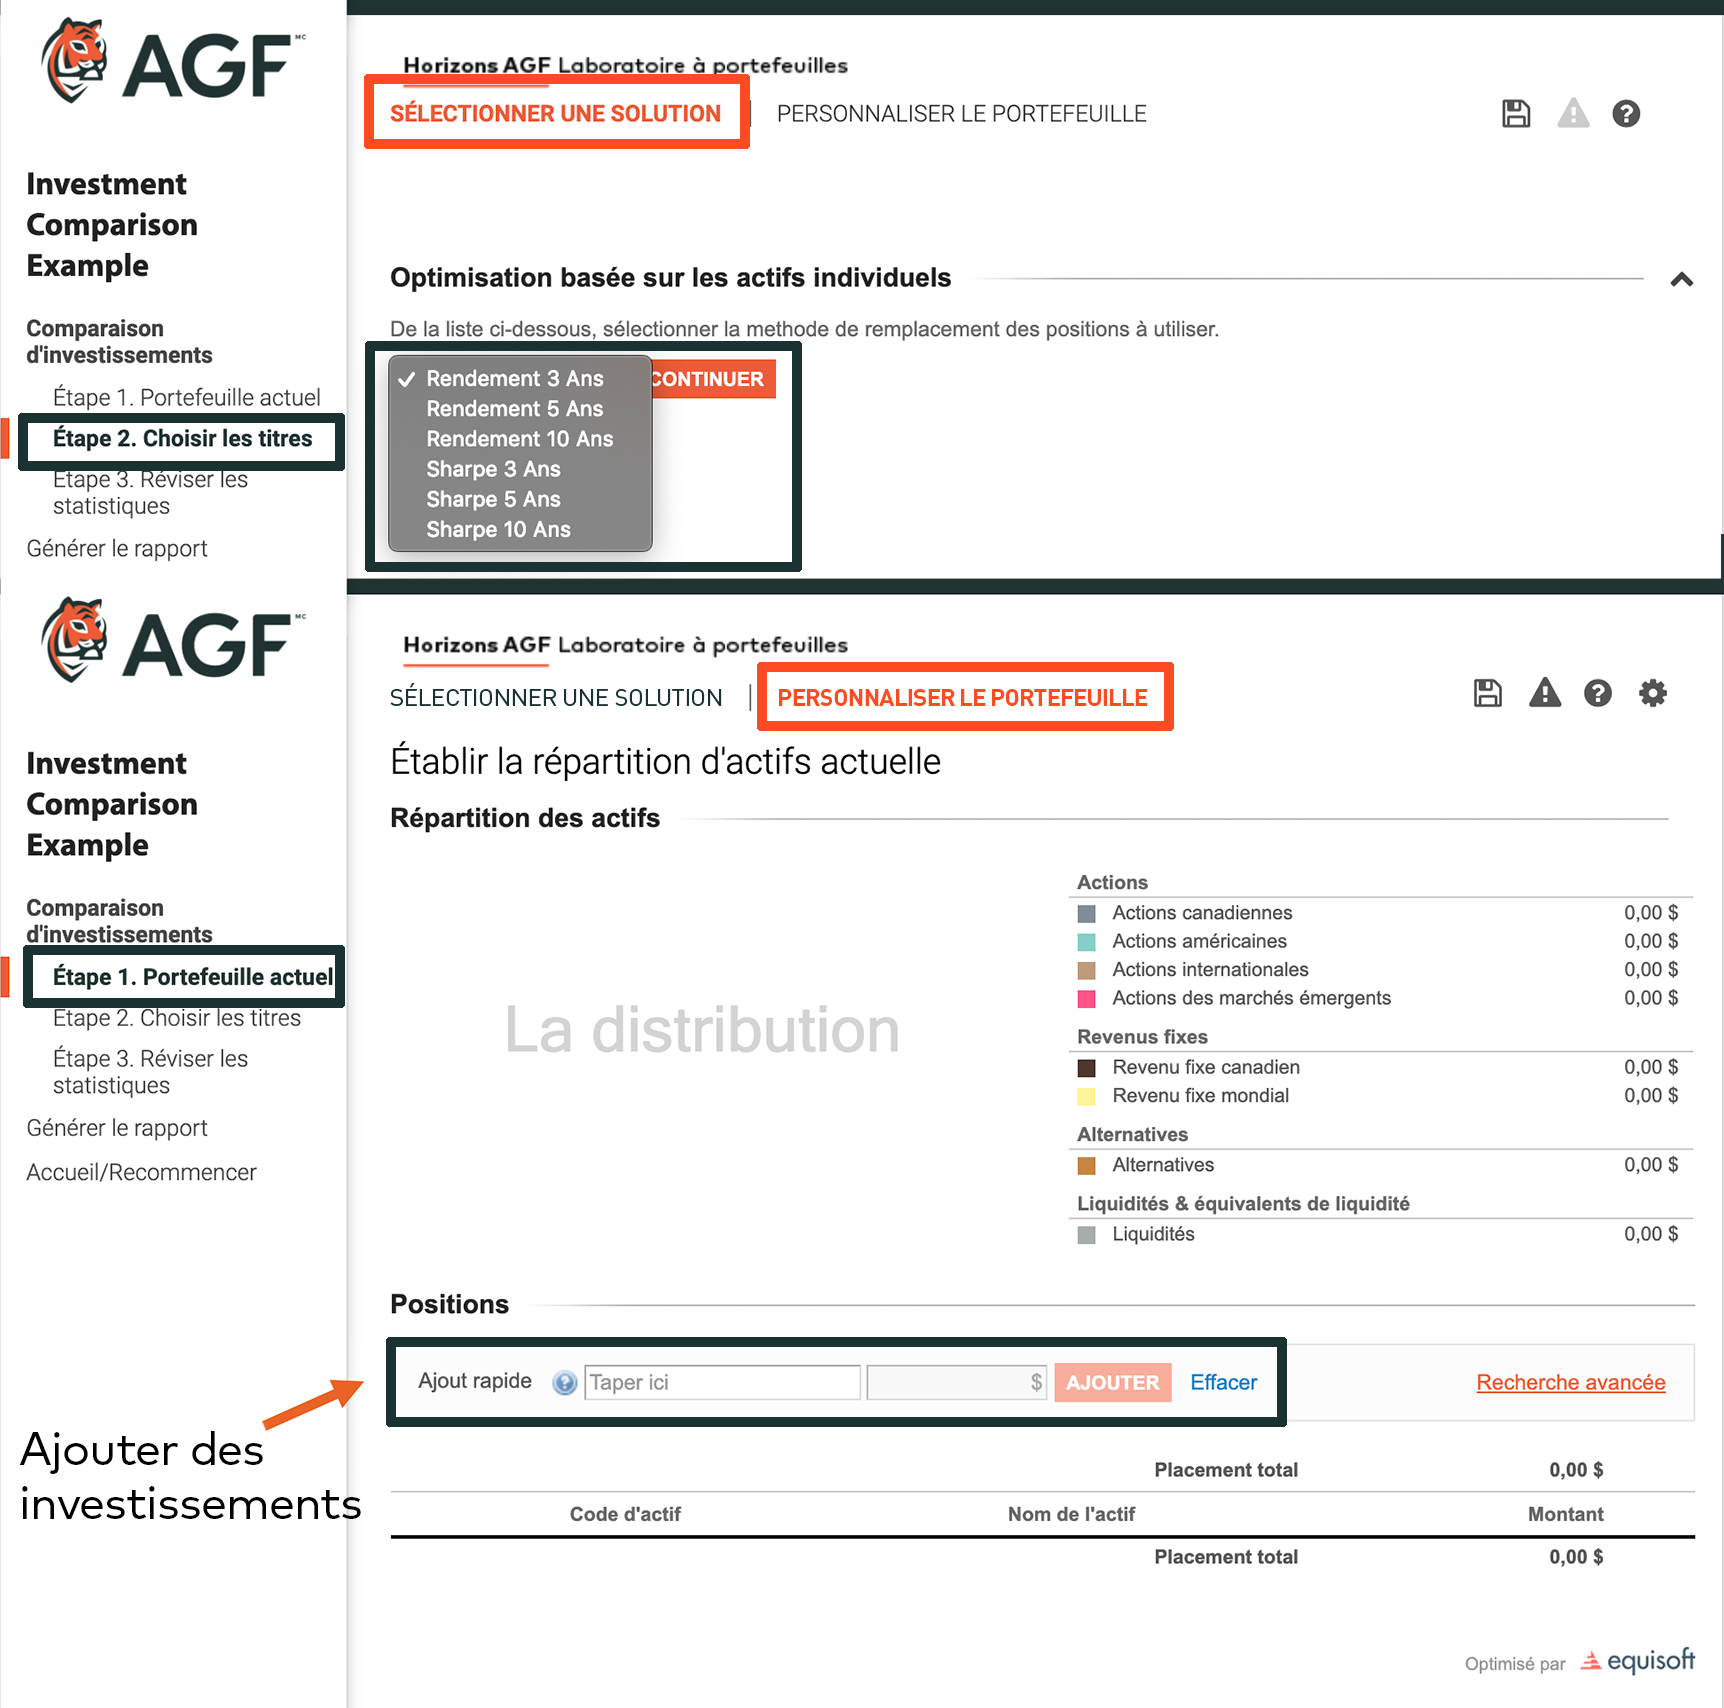 AGF MC
Horizons AGF Laboratoire à portefeuilles
SÉLECTIONNER UNE SOLUTION | PERSONNALISER LE PORTEFEUILLE
Investment
Comparison
Example
Comparaison
d'investissements
Étape 1. Portefeuille actuel
Étape 2. Choisir les titres
Étape 3. Réviser les
statistiques
Générer le rapport
Optimisation basée sur les actifs individuels
De la liste ci-dessous, sélectionner la methode de remplacement des positions à utiliser.
✓ Rendement 3 Ans
CONTINUER
Rendement 5 Ans
Rendement 10 Ans
Sharpe 3 Ans
Sharpe 5 Ans
Sharpe 10 Ans
AGF MC
Horizons AGF Laboratoire à portefeuilles
SÉLECTIONNER UNE SOLUTION | PERSONNALISER LE PORTEFEUILLE
Investment
Comparison
Example
Comparaison
d'investissements
Étape 1. Portefeuille actuel
Étape 2. Choisir les titres
Étape 3. Réviser les
statistiques
Générer le rapport
Accueil/Recommencer
Établir la répartition d'actifs actuelle
Répartition des actifs
La distribution
Actions
Actions canadiennes 0,00 $
Actions américaines 0,00 $
Actions internationales 0,00 $
Actions des marchés émergents 0,00 $
Revenus fixes
Revenu fixe canadien 0,00 $
Revenu fixe mondial 0,00 $
Alternatives
Alternatives 0,00 $
Liquidités & équivalents de liquidité
Liquidités 0,00 $
Positions
Ajout rapide ? Taper ici $ AJOUTER Effacer Recherche avancée
Ajouter des
investissements
Placement total 0,00 $
Code d'actif Nom de l'actif Montant
Placement total 0,00 $
Optimisé par equisoft